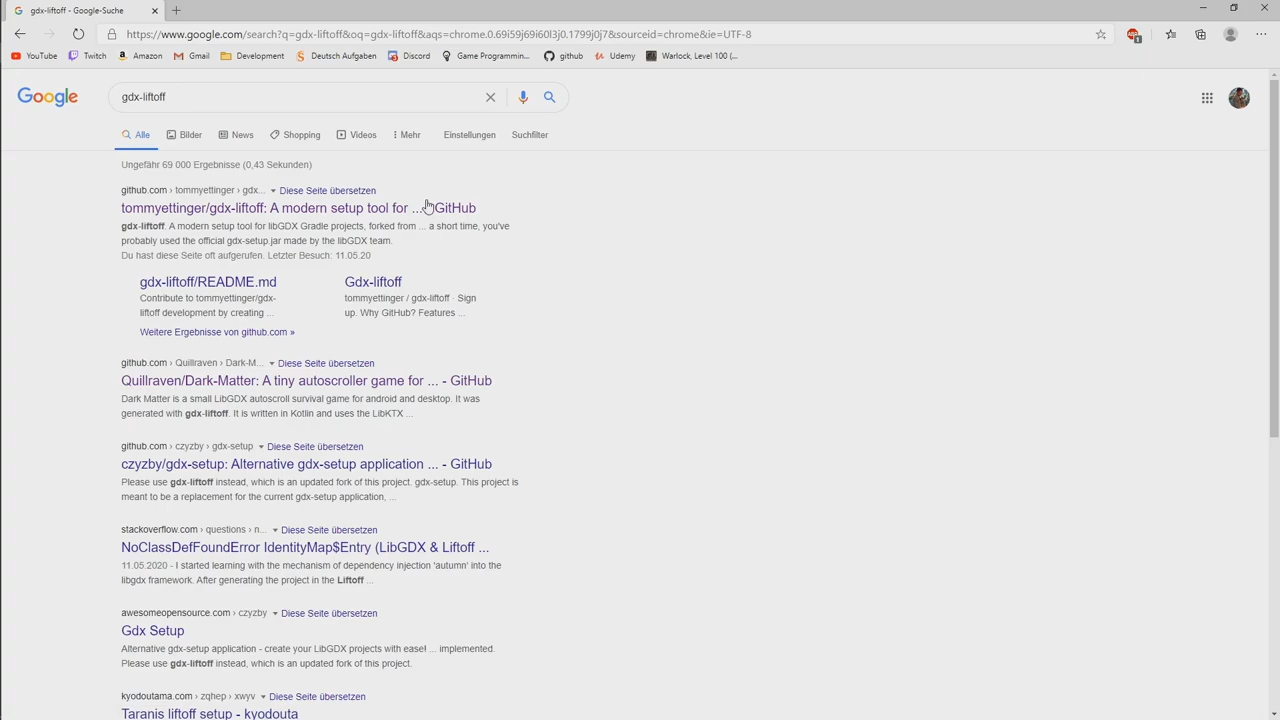 gdx-liftoff - Google-Suche
https://www.google.com/search?q=gdx-liftoff&oq=gdx-liftoff&aqs=chrome.0.69i59j69i60l3j0.1799j0j7&sourceid=chrome&ie=UTF-8
YouTube Twitch Amazon Gmail Development Deutsch Aufgaben Discord Game Programmin... github Udemy Warlock, Level 100 (...
Google gdx-liftoff
Alle Bilder News Shopping Videos Mehr Einstellungen Suchfilter
Ungefähr 69 000 Ergebnisse (0,43 Sekunden)
github.com › tommyettinger › gdx... Diese Seite übersetzen
tommyettinger/gdx-liftoff: A modern setup tool for ... GitHub
gdx-liftoff. A modern setup tool for libGDX Gradle projects, forked from ... a short time, you've
probably used the official gdx-setup.jar made by the libGDX team.
Du hast diese Seite oft aufgerufen. Letzter Besuch: 11.05.20
gdx-liftoff/README.md
Contribute to tommyettinger/gdx-
liftoff development by creating ...
Gdx-liftoff
tommyettinger / gdx-liftoff · Sign
up. Why GitHub? Features ...
Weitere Ergebnisse von github.com »
github.com › Quillraven › Dark-M... Diese Seite übersetzen
Quillraven/Dark-Matter: A tiny autoscroller game for ... - GitHub
Dark Matter is a small LibGDX autoscroll survival game for android and desktop. It was
generated with gdx-liftoff. It is written in Kotlin and uses the LibKTX ...
github.com › czyzby › gdx-setup Diese Seite übersetzen
czyzby/gdx-setup: Alternative gdx-setup application ... - GitHub
Please use gdx-liftoff instead, which is an updated fork of this project. gdx-setup. This project is
meant to be a replacement for the current gdx-setup application, ...
stackoverflow.com › questions › n... Diese Seite übersetzen
NoClassDefFoundError IdentityMap$Entry (LibGDX & Liftoff ...
11.05.2020 - I started learning with the mechanism of dependency injection 'autumn' into the
libgdx framework. After generating the project in the Liftoff ...
awesomeopensource.com › czyzby Diese Seite übersetzen
Gdx Setup
Alternative gdx-setup application - create your LibGDX projects with ease! ... implemented.
Please use gdx-liftoff instead, which is an updated fork of this project.
kyodoutama.com › zqhep › xwyv Diese Seite übersetzen
Taranis liftoff setup - kyodouta